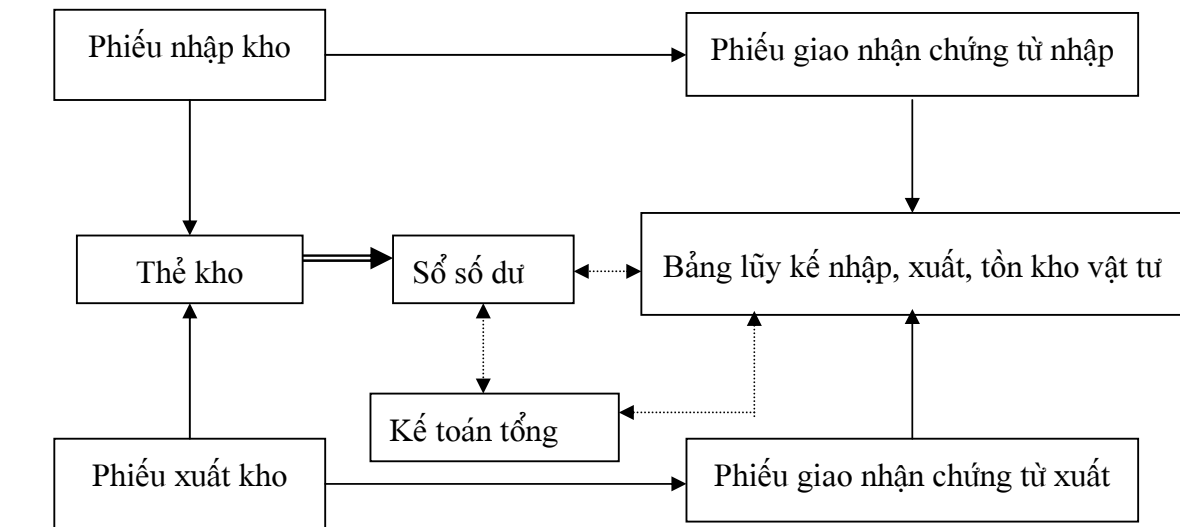 Phiếu nhập kho
Phiếu giao nhận chứng từ nhập
Thẻ kho
Sổ số dư
Bảng lũy kế nhập, xuất, tồn kho vật tư
Kế toán tổng
Phiếu xuất kho
Phiếu giao nhận chứng từ xuất